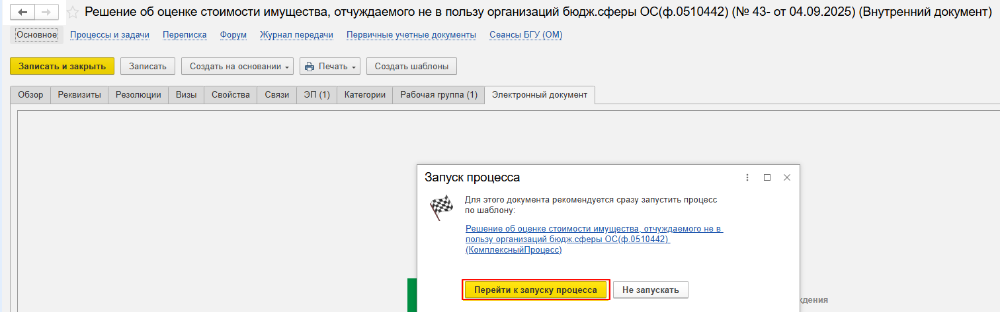 Решение об оценке стоимости имущества, отчуждаемого не в пользу организаций бюдж.сферы ОС(ф.0510442) (№ 43- от 04.09.2025) (Внутренний документ)
Основное Процессы и задачи Переписка Форум Журнал передачи Первичные учетные документы Сеансы БГУ (ОМ)
Записать и закрыть Записать Создать на основании Печать Создать шаблоны
Обзор Реквизиты Резолюции Визы Свойства Связи ЭП (1) Категории Рабочая группа (1) Электронный документ
Запуск процесса
Для этого документа рекомендуется сразу запустить процесс
по шаблону:
Решение об оценке стоимости имущества, отчуждаемого не в
пользу организаций бюдж.сферы ОС(ф.0510442)
(КомплексныйПроцесс)
Перейти к запуску процесса Не запускать